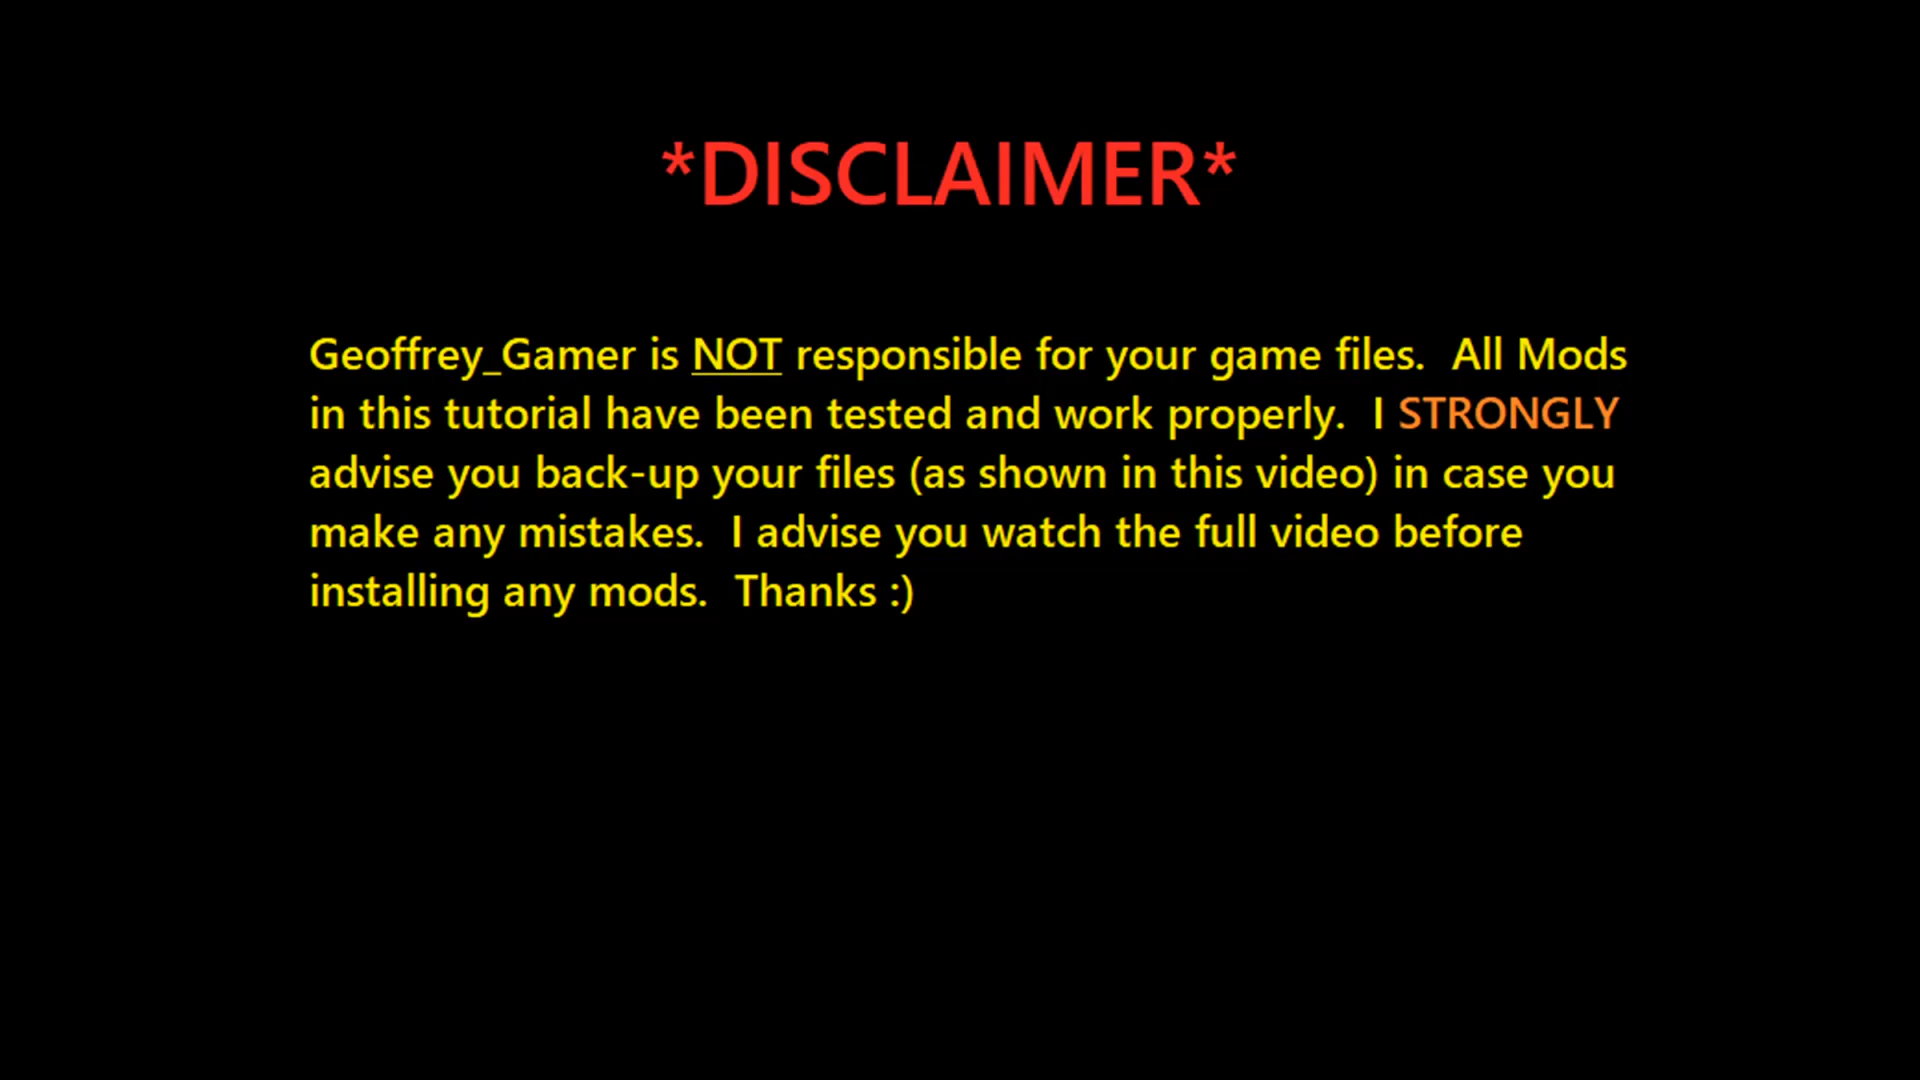 *DISCLAIMER*
Geoffrey_Gamer is NOT responsible for your game files.  All Mods
in this tutorial have been tested and work properly.  I STRONGLY
advise you back-up your files (as shown in this video) in case you
make any mistakes.  I advise you watch the full video before
installing any mods.  Thanks :)